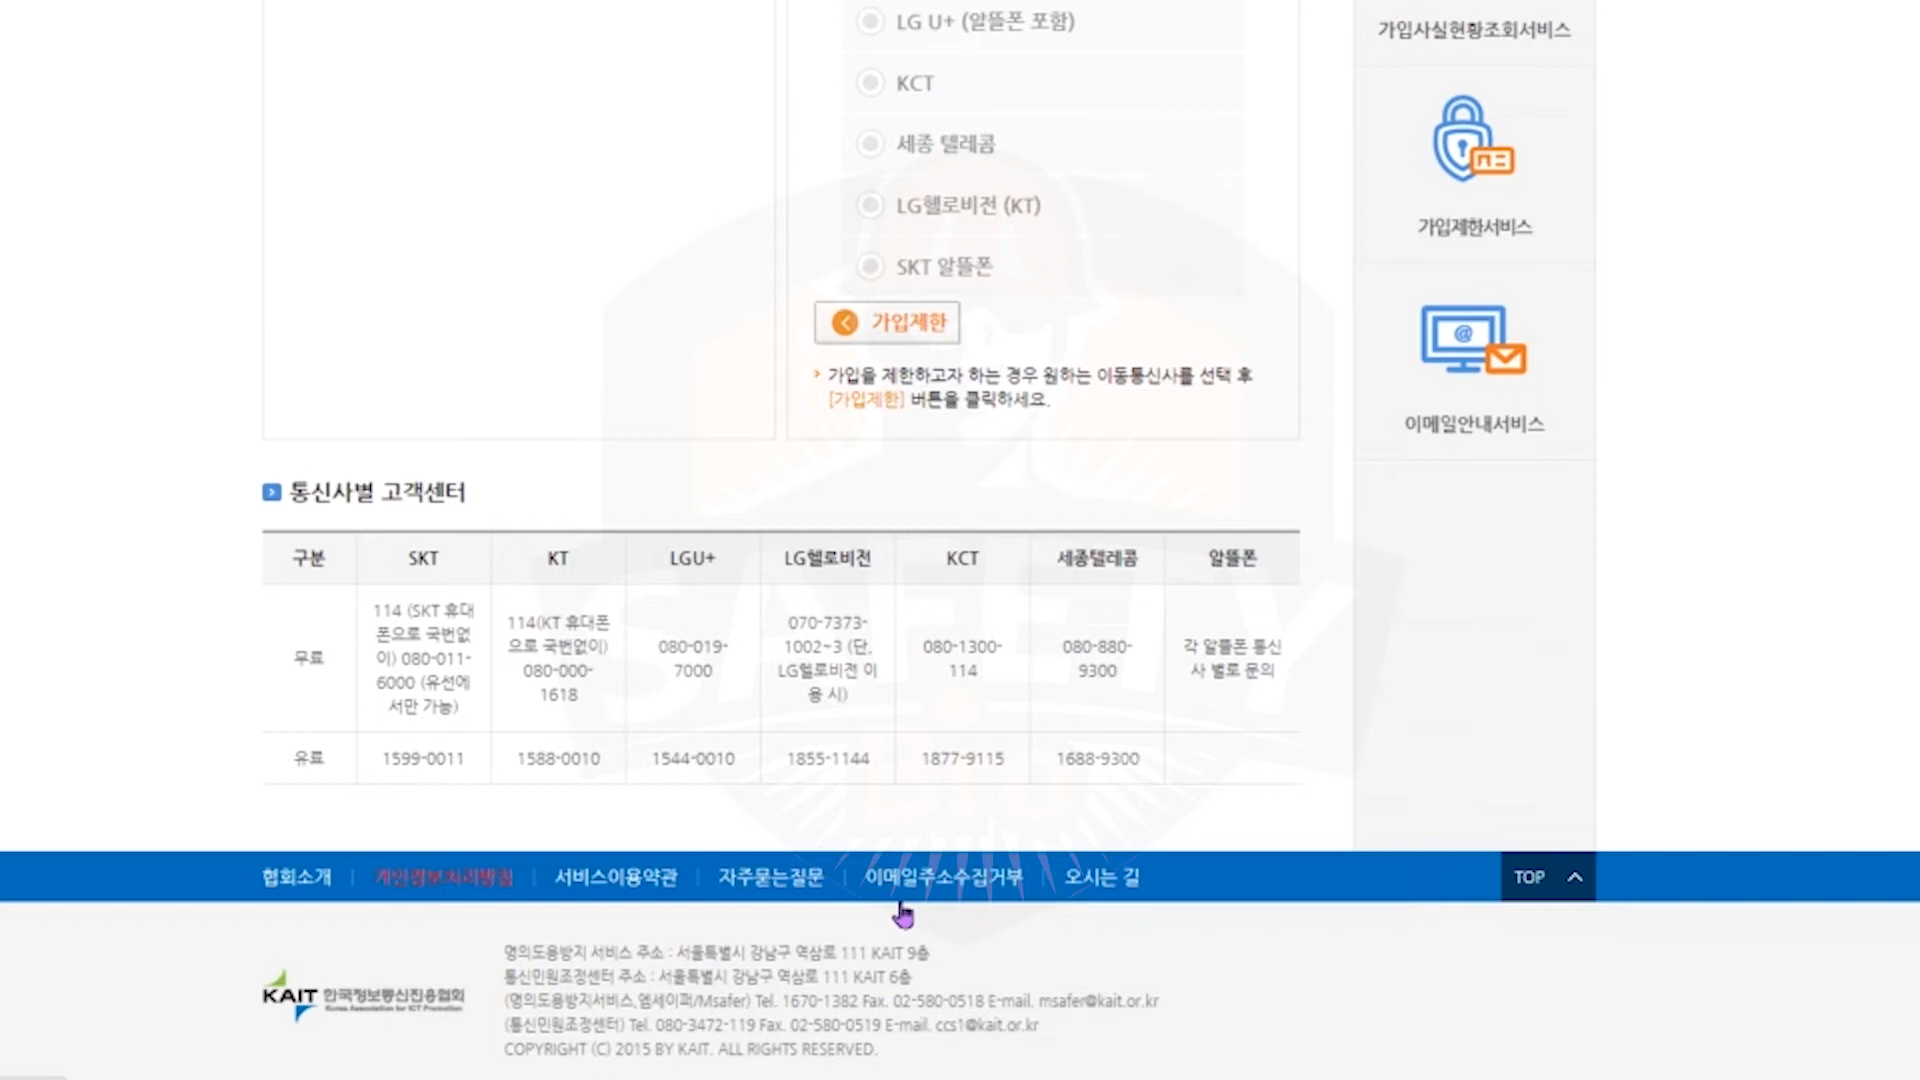 LG U+ (알뜰폰 포함)
KCT
세종 텔레콤
LG헬로비전 (KT)
SKT 알뜰폰
가입제한
가입을 제한하고자 하는 경우 원하는 이동통신사를 선택 후
[가입제한] 버튼을 클릭하세요.
가입사실현황조회서비스
가입제한서비스
이메일안내서비스
통신사별 고객센터
구분 SKT KT LGU+ LG헬로비전 KCT 세종텔레콤 알뜰폰
무료
114 (SKT 휴대
폰으로 국번없
이) 080-011-
6000 (유선에
서만 가능)
114(KT 휴대폰
으로 국번없이)
080-000-
1618
080-019-
7000
070-7373-
1002~3 (단,
LG헬로비전 이
용 시)
080-1300-
114
080-880-
9300
각 알뜰폰 통신
사 별로 문의
유료 1599-0011 1588-0010 1544-0010 1855-1144 1877-9115 1688-9300
SAFETY
협회소개 개인정보처리방침 서비스이용약관 자주묻는질문 이메일주소수집거부 오시는 길 TOP
KAIT 한국정보통신진흥협회
Korea Association for ICT Promotion
명의도용방지 서비스 주소 : 서울특별시 강남구 역삼로 111 KAIT 9층
통신민원조정센터 주소 : 서울특별시 강남구 역삼로 111 KAIT 6층
(명의도용방지서비스,엠세이퍼/Msafer) Tel. 1670-1382 Fax. 02-580-0518 E-mail. msafer@kait.or.kr
(통신민원조정센터) Tel. 080-3472-119 Fax. 02-580-0519 E-mail. ccs1@kait.or.kr
COPYRIGHT (C) 2015 BY KAIT. ALL RIGHTS RESERVED.